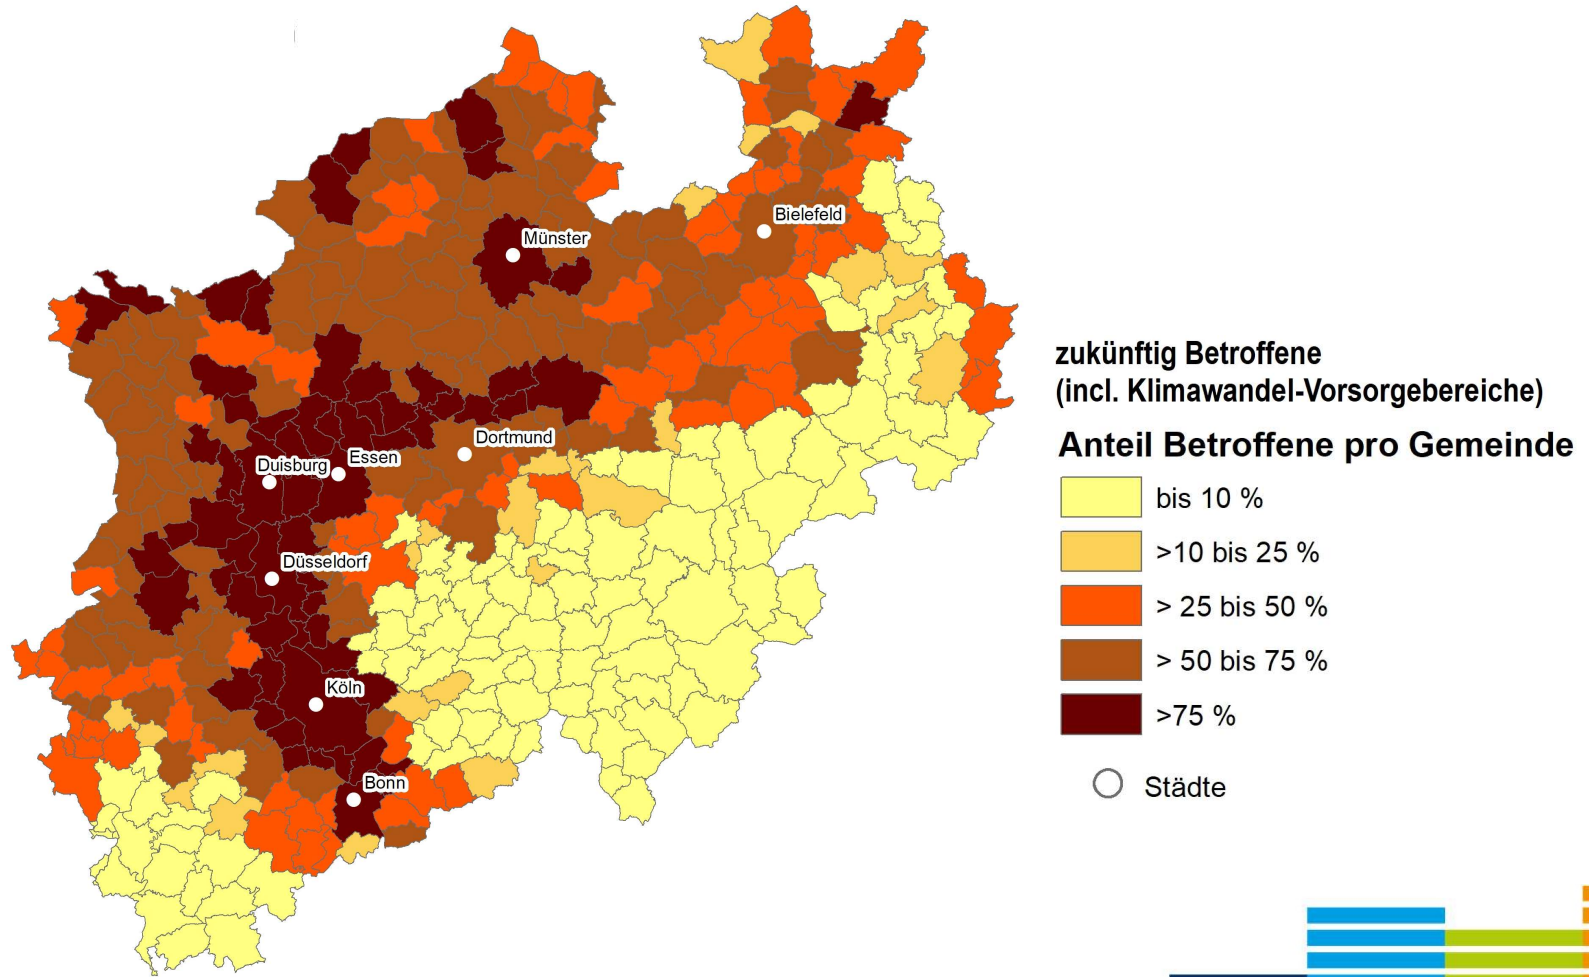 Bielefeld
Münster
Dortmund
Essen
Duisburg
Düsseldorf
Köln
Bonn
zukünftig Betroffene
(incl. Klimawandel-Vorsorgebereiche)
Anteil Betroffene pro Gemeinde
bis 10 %
>10 bis 25 %
> 25 bis 50 %
> 50 bis 75 %
>75 %
Städte